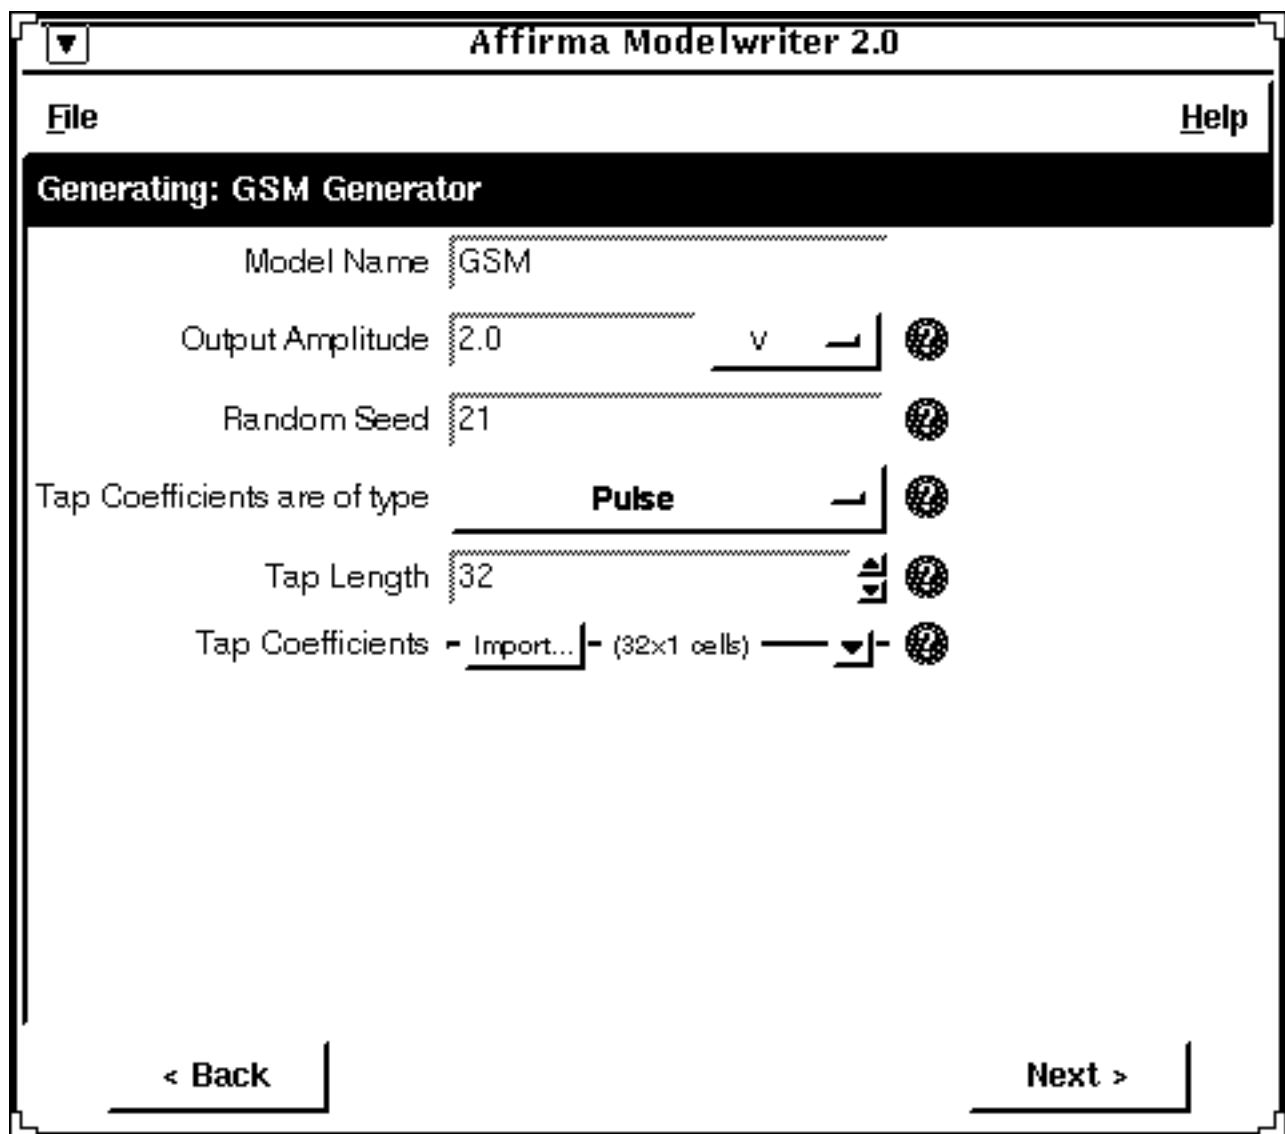 Affirma Modelwriter 2.0
File Help
Generating: GSM Generator
Model Name GSM
Output Amplitude 2.0 V ?
Random Seed 21 ?
Tap Coefficients are of type Pulse ?
Tap Length 32 ?
Tap Coefficients Import... (32x1 cells) ?
< Back Next >